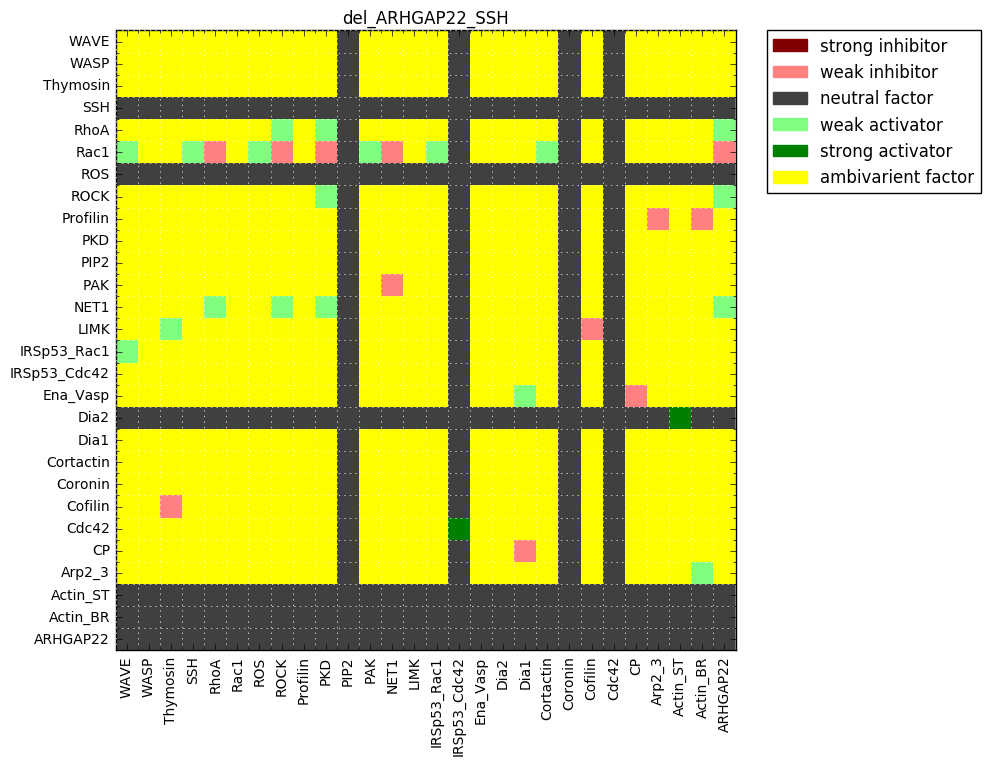 del_ARHGAP22_SSH
WAVE
WASP
Thymosin
SSH
RhoA
Rac1
ROS
ROCK
Profilin
PKD
PIP2
PAK
NET1
LIMK
IRSp53_Rac1
IRSp53_Cdc42
Ena_Vasp
Dia2
Dia1
Cortactin
Coronin
Cofilin
Cdc42
CP
Arp2_3
Actin_ST
Actin_BR
ARHGAP22
WAVE
WASP
Thymosin
SSH
RhoA
Rac1
ROS
ROCK
Profilin
PKD
PIP2
PAK
NET1
LIMK
IRSp53_Rac1
IRSp53_Cdc42
Ena_Vasp
Dia2
Dia1
Cortactin
Coronin
Cofilin
Cdc42
CP
Arp2_3
Actin_ST
Actin_BR
ARHGAP22
strong inhibitor
weak inhibitor
neutral factor
weak activator
strong activator
ambivarient factor